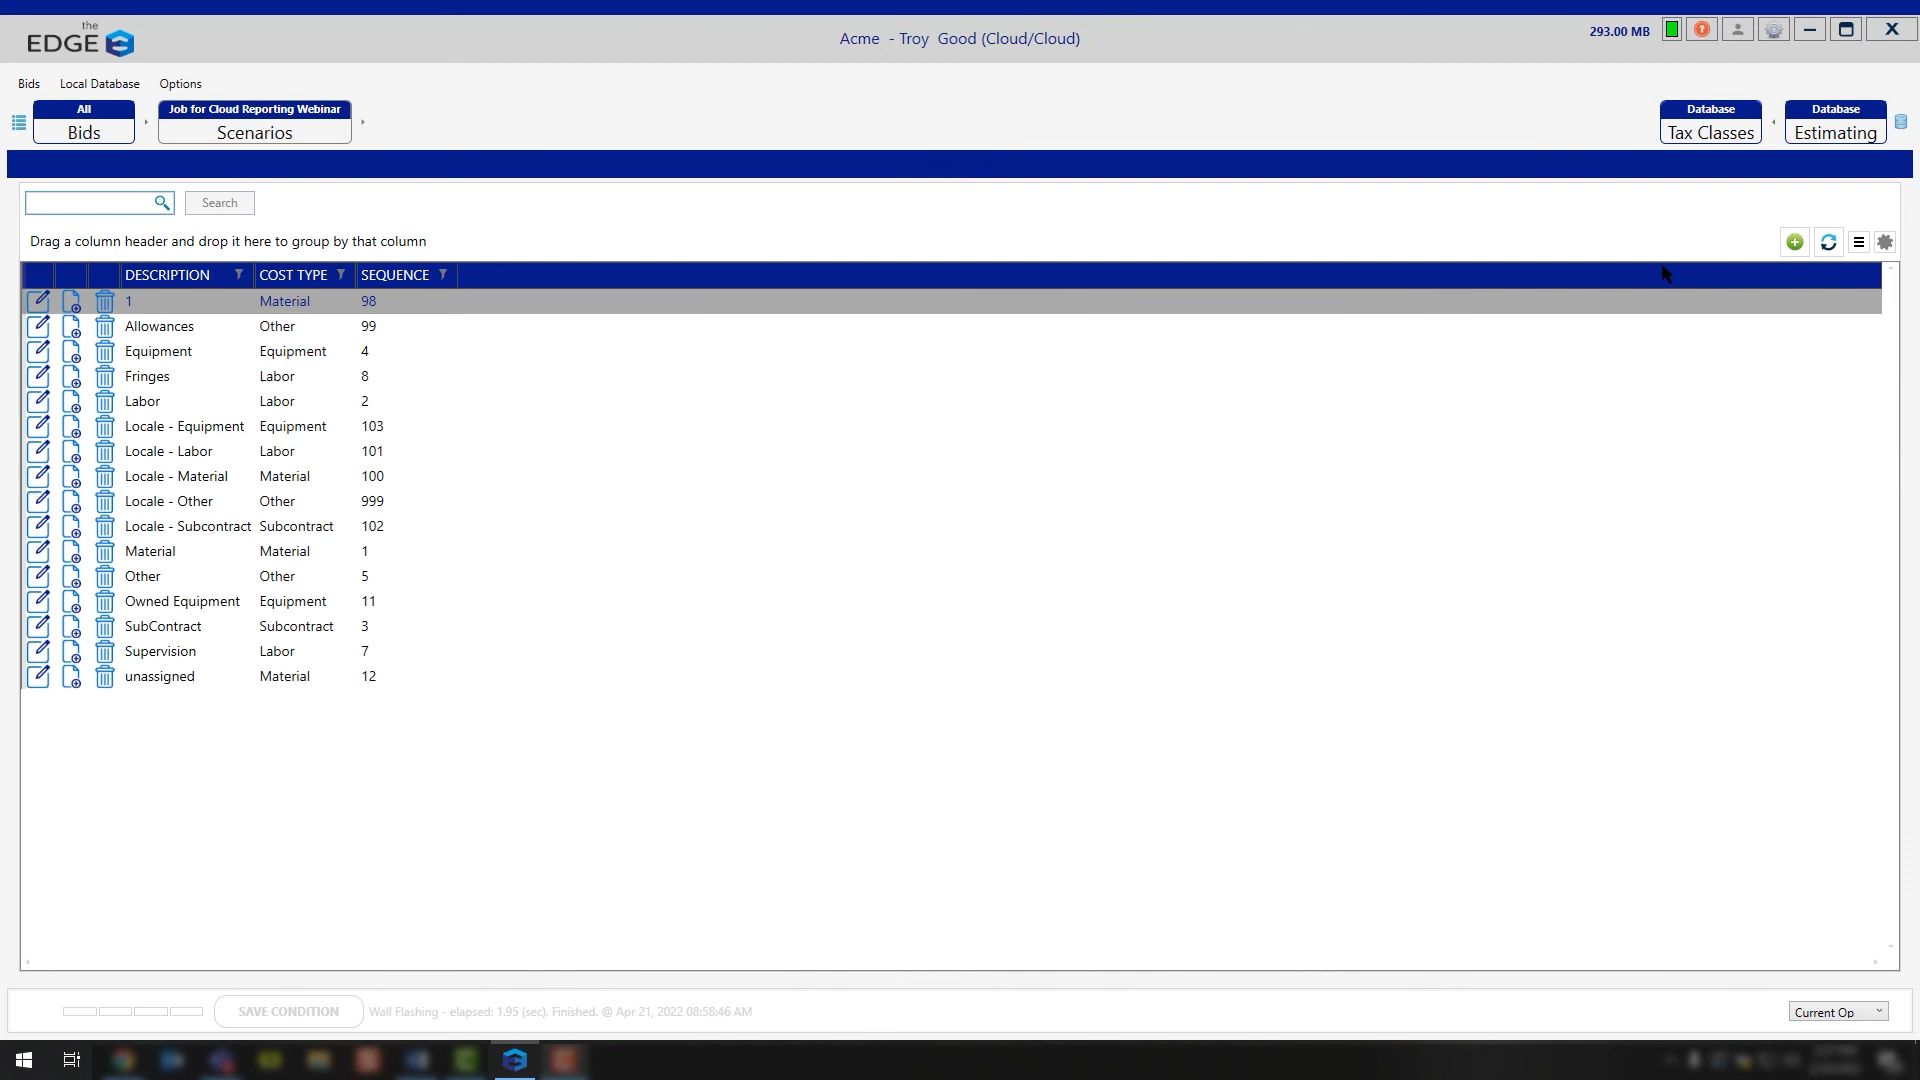 the
EDGE
Acme - Troy Good (Cloud/Cloud)
293.00 MB
Bids Local Database Options
All
Bids
Job for Cloud Reporting Webinar
Scenarios
Database
Tax Classes
Database
Estimating
Search
Drag a column header and drop it here to group by that column
DESCRIPTION COST TYPE SEQUENCE
1 Material 98
Allowances Other 99
Equipment Equipment 4
Fringes Labor 8
Labor Labor 2
Locale - Equipment Equipment 103
Locale - Labor Labor 101
Locale - Material Material 100
Locale - Other Other 999
Locale - Subcontract Subcontract 102
Material Material 1
Other Other 5
Owned Equipment Equipment 11
SubContract Subcontract 3
Supervision Labor 7
unassigned Material 12
SAVE CONDITION Wall Flashing - elapsed: 1.95 (sec). Finished. @ Apr 21, 2022 08:58:46 AM
Current Op